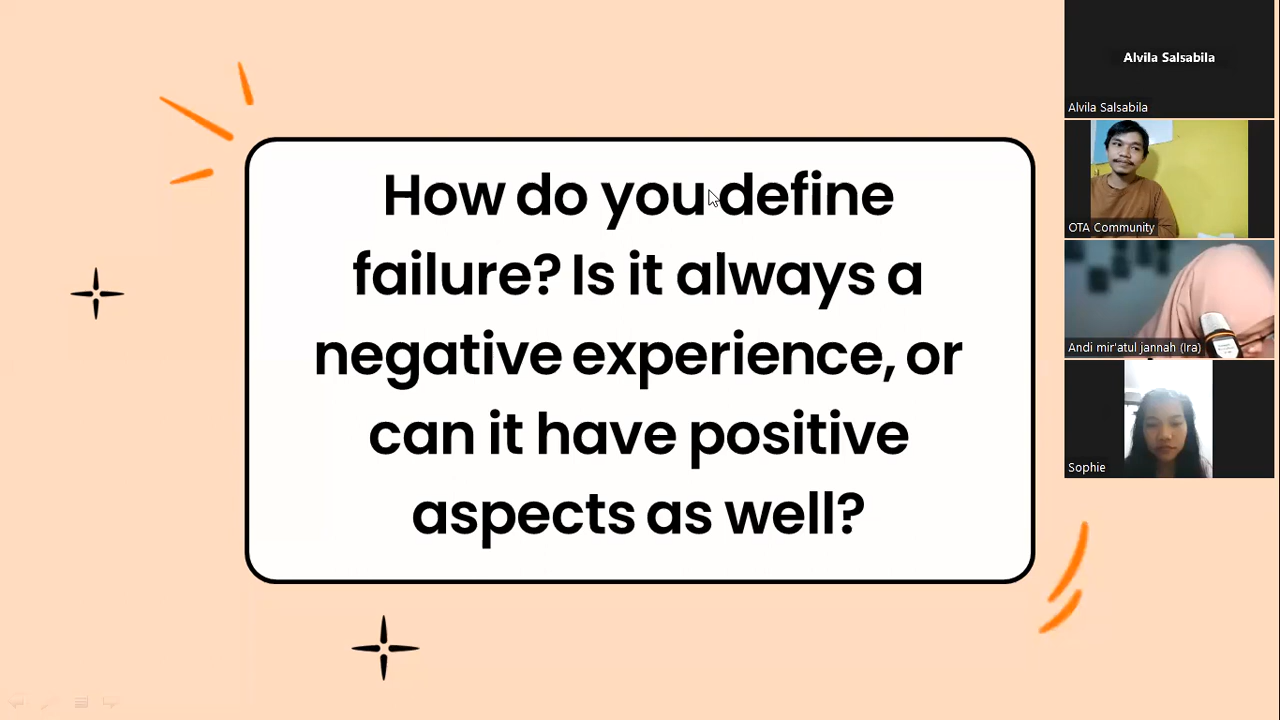 How do you define
failure? Is it always a
negative experience, or
can it have positive
aspects as well?
Alvila Salsabila
Alvila Salsabila
OTA Community
Andi mir'atul jannah (Ira)
Sophie